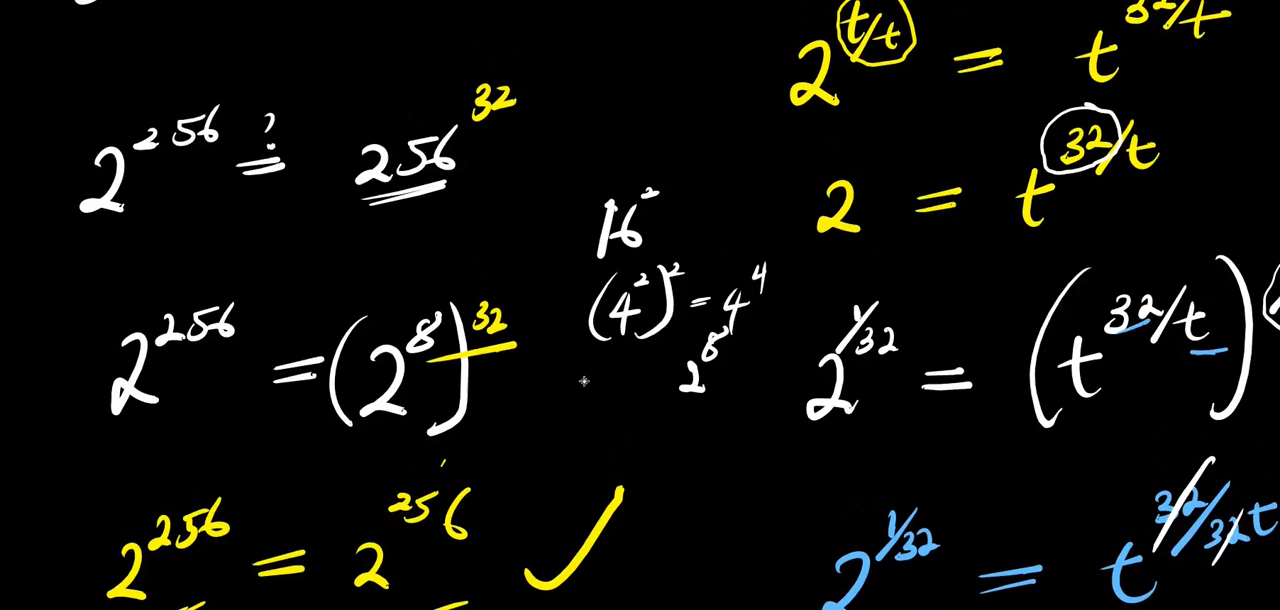 2^256 ≟ 256^32
16^2
(4^2)^2 = 4^4
2^8
2^256 = (2^8)^32
2^256 = 2^256 ✓
2^(t/t) = t^(32/t)
2 = t^(32/t)
2^(1/32) = (t^(32/t))
2^(1/32) = t^(32/32t)